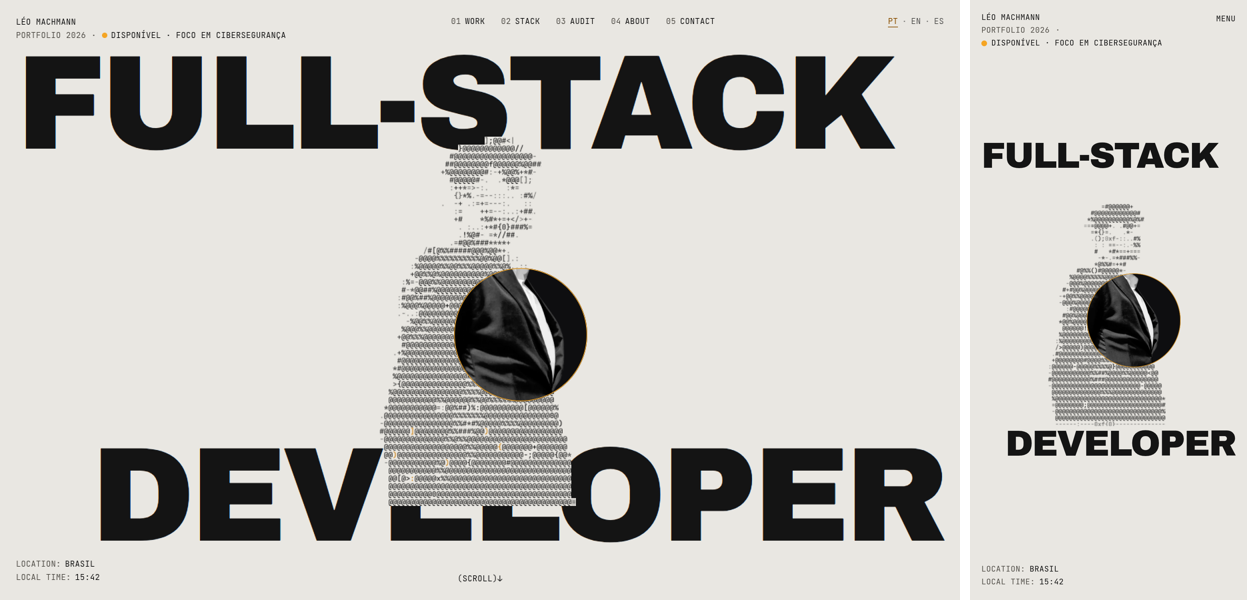 LÉO MACHMANN
PORTFOLIO 2026 · DISPONÍVEL · FOCO EM CIBERSEGURANÇA
01 WORK 02 STACK 03 AUDIT 04 ABOUT 05 CONTACT
PT · EN · ES
FULL-STACK
DEVELOPER
LOCATION: BRASIL
LOCAL TIME: 15:42
(SCROLL)↓
LÉO MACHMANN
PORTFOLIO 2026 ·
DISPONÍVEL · FOCO EM CIBERSEGURANÇA
MENU
FULL-STACK
DEVELOPER
LOCATION: BRASIL
LOCAL TIME: 15:42